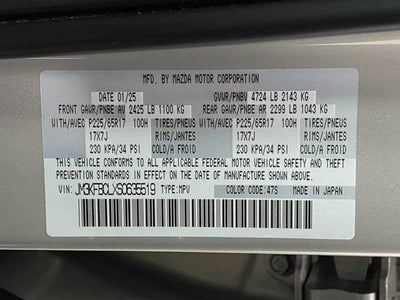 MFD. BY MAZDA MOTOR CORPORATION
DATE 01/25 GVWR/PNBV 4724 LB 2143 KG
FRONT GAWR/PNBE AV 2425 LB 1100 KG REAR GAWR/PNBE AR 2299 LB 1043 KG
WITH/AVEC P225/65R17 100H TIRES/PNEUS WITH/AVEC P225/65R17 100H TIRES/PNEUS
17X7J RIMS/JANTES 17X7J RIMS/JANTES
230 KPA/34 PSI COLD/A FROID 230 KPA/34 PSI COLD/A FROID
THIS VEHICLE CONFORMS TO ALL APPLICABLE FEDERAL MOTOR VEHICLE SAFETY AND THEFT
PREVENTION STANDARDS IN EFFECT ON THE DATE OF MANUFACTURE SHOWN ABOVE.
VIN: JM3KFBCLXS0635519 TYPE:MPV COLOR CODE:47S MADE IN JAPAN